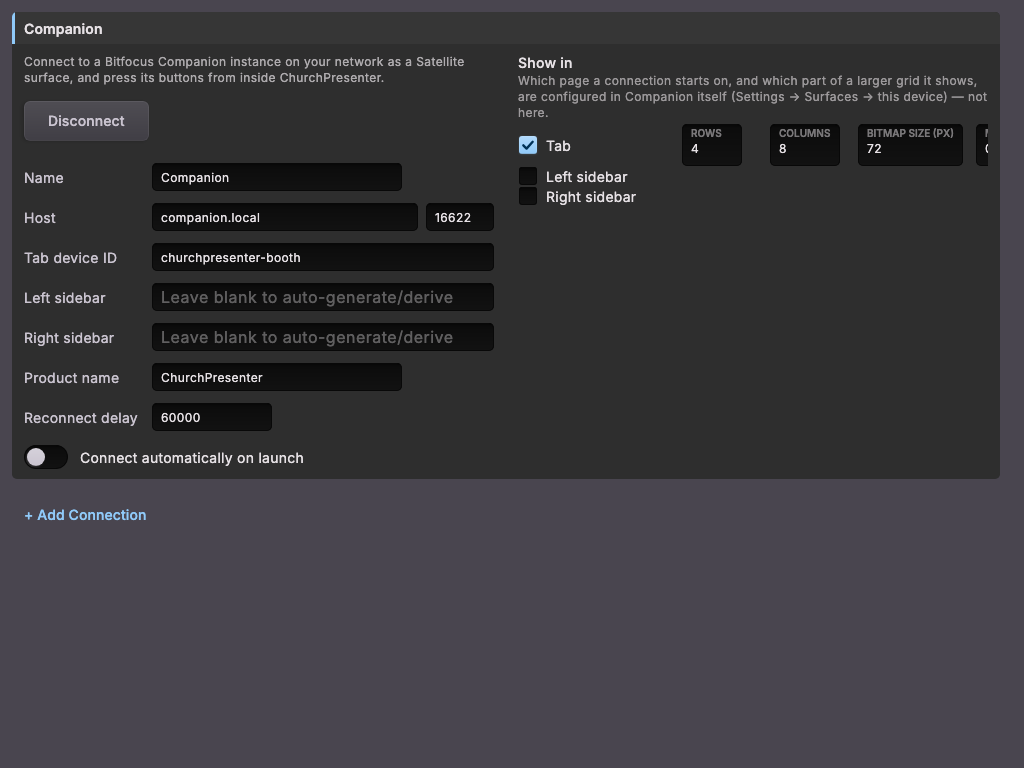 Companion
Connect to a Bitfocus Companion instance on your network as a Satellite
surface, and press its buttons from inside ChurchPresenter.
Disconnect
Name
Companion
Host
companion.local
16622
Tab device ID
churchpresenter-booth
Left sidebar
Leave blank to auto-generate/derive
Right sidebar
Leave blank to auto-generate/derive
Product name
ChurchPresenter
Reconnect delay
60000
Connect automatically on launch
Show in
Which page a connection starts on, and which part of a larger grid it shows,
are configured in Companion itself (Settings → Surfaces → this device) — not
here.
Tab
ROWS
4
COLUMNS
8
BITMAP SIZE (PX)
72
Left sidebar
Right sidebar
+ Add Connection